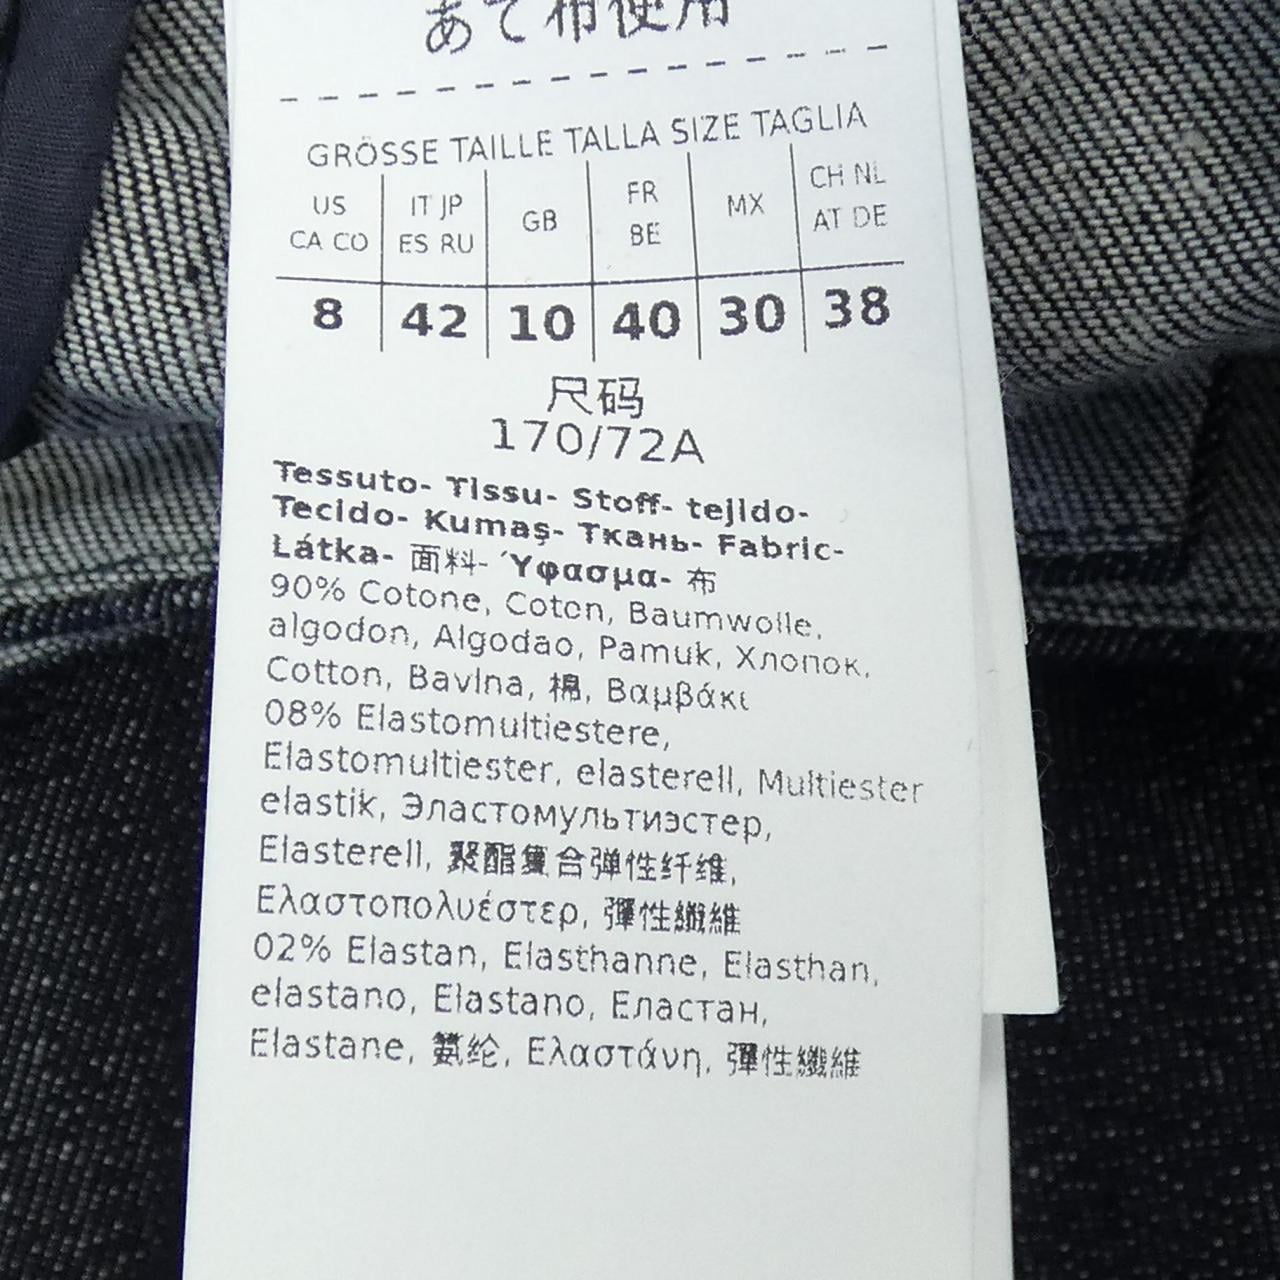 あて布使用
GRÖSSE TAILLE TALLA SIZE TAGLIA
US CA CO | IT JP ES RU | GB | FR BE | MX | CH NL AT DE
8 | 42 | 10 | 40 | 30 | 38
尺码
170/72A
Tessuto- Tissu- Stoff- tejido-
Tecido- Kumaş- Ткань- Fabric-
Látka- 面料- Ύφασμα- 布
90% Cotone, Coton, Baumwolle,
algodon, Algodao, Pamuk, Хлопок,
Cotton, Bavlna, 棉, Βαμβάκι
08% Elastomultiestere,
Elastomultiester, elasterell, Multiester
elastik, Эластомультиэстер,
Elasterell, 聚酯复合弹性纤维,
Ελαστοπολυέστερ, 彈性纖維
02% Elastan, Elasthanne, Elasthan,
elastano, Elastano, Еластан,
Elastane, 氨纶, Ελαστάνη, 彈性纖維